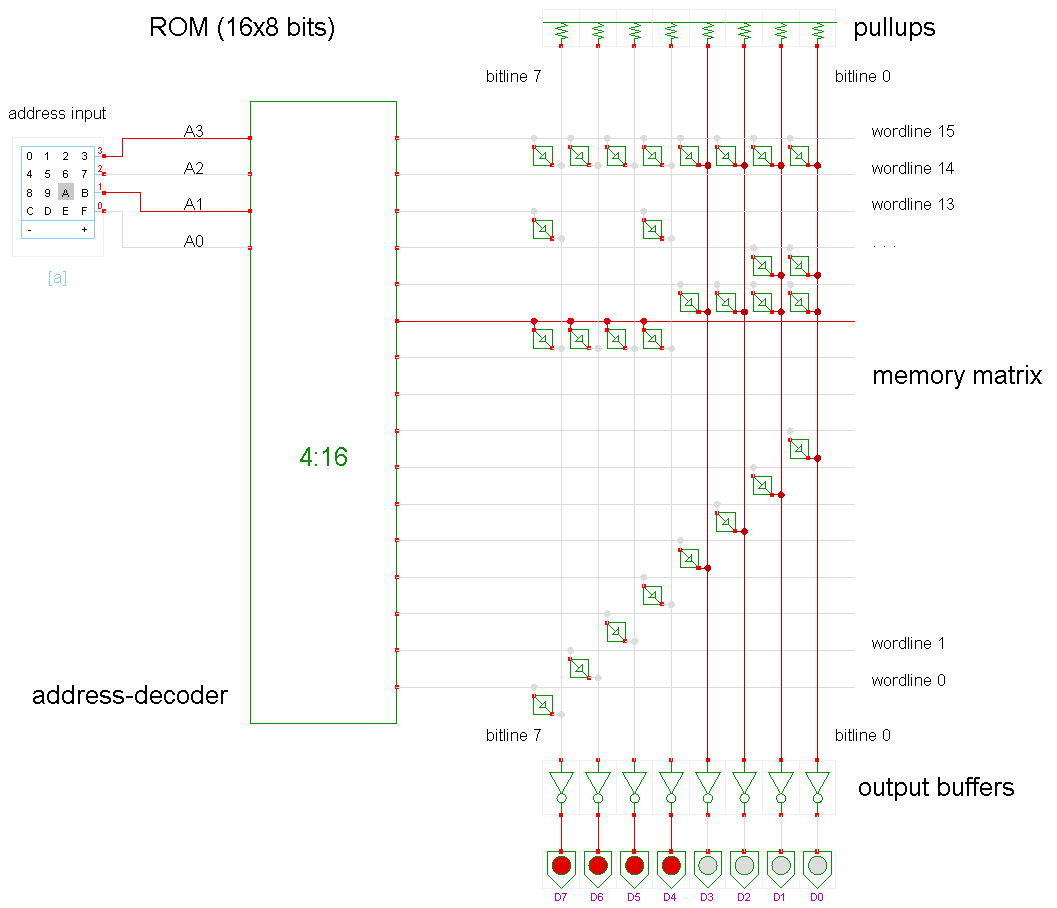 ROM (16x8 bits)
pullups
bitline 7
bitline 0
address input
A3
wordline 15
0 1 2 3
3
4 5 6 7
2
A2
wordline 14
8 9 A B
1
A1
wordline 13
C D E F
0
A0
. . .
- +
[a]
memory matrix
4:16
wordline 1
address-decoder
wordline 0
bitline 7
bitline 0
output buffers
D7 D6 D5 D4 D3 D2 D1 D0